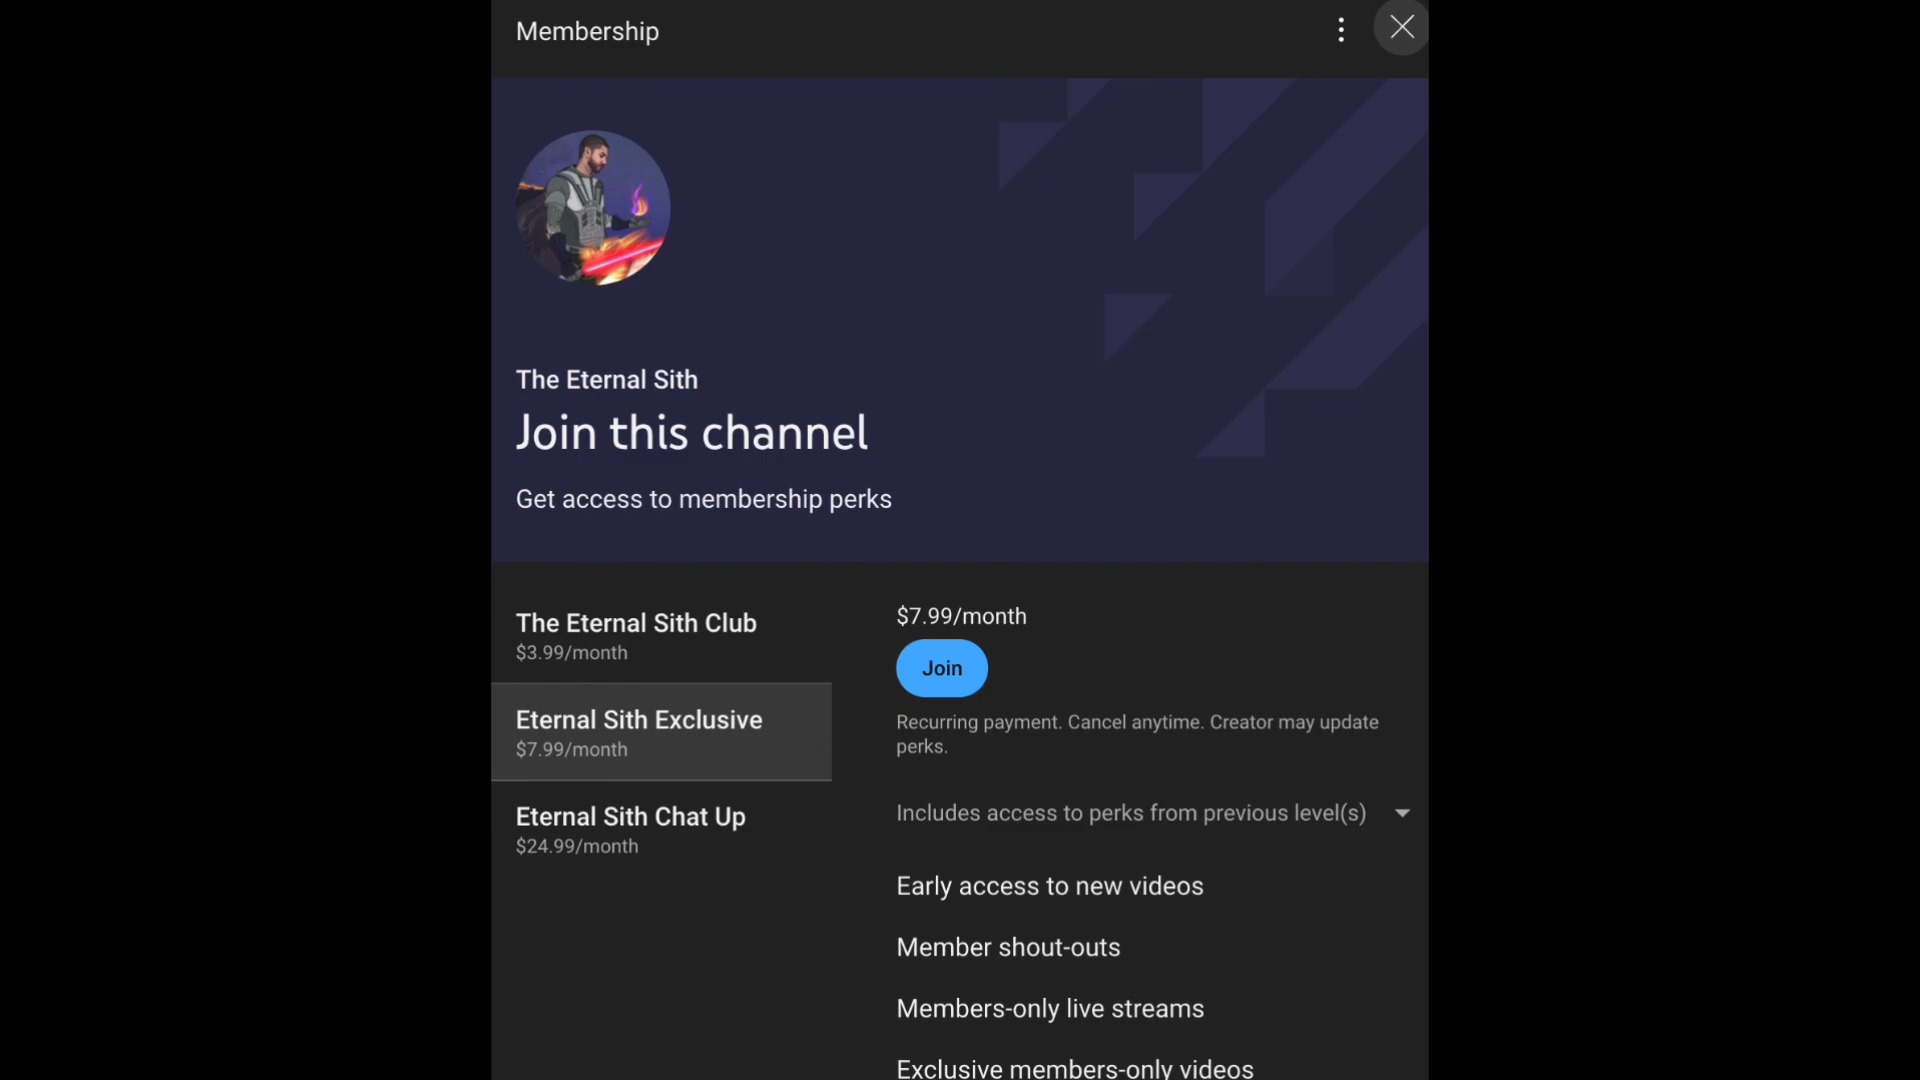 Membership
The Eternal Sith
Join this channel
Get access to membership perks
The Eternal Sith Club
$3.99/month
Eternal Sith Exclusive
$7.99/month
Eternal Sith Chat Up
$24.99/month
$7.99/month
Join
Recurring payment. Cancel anytime. Creator may update
perks.
Includes access to perks from previous level(s)
Early access to new videos
Member shout-outs
Members-only live streams
Exclusive members-only videos